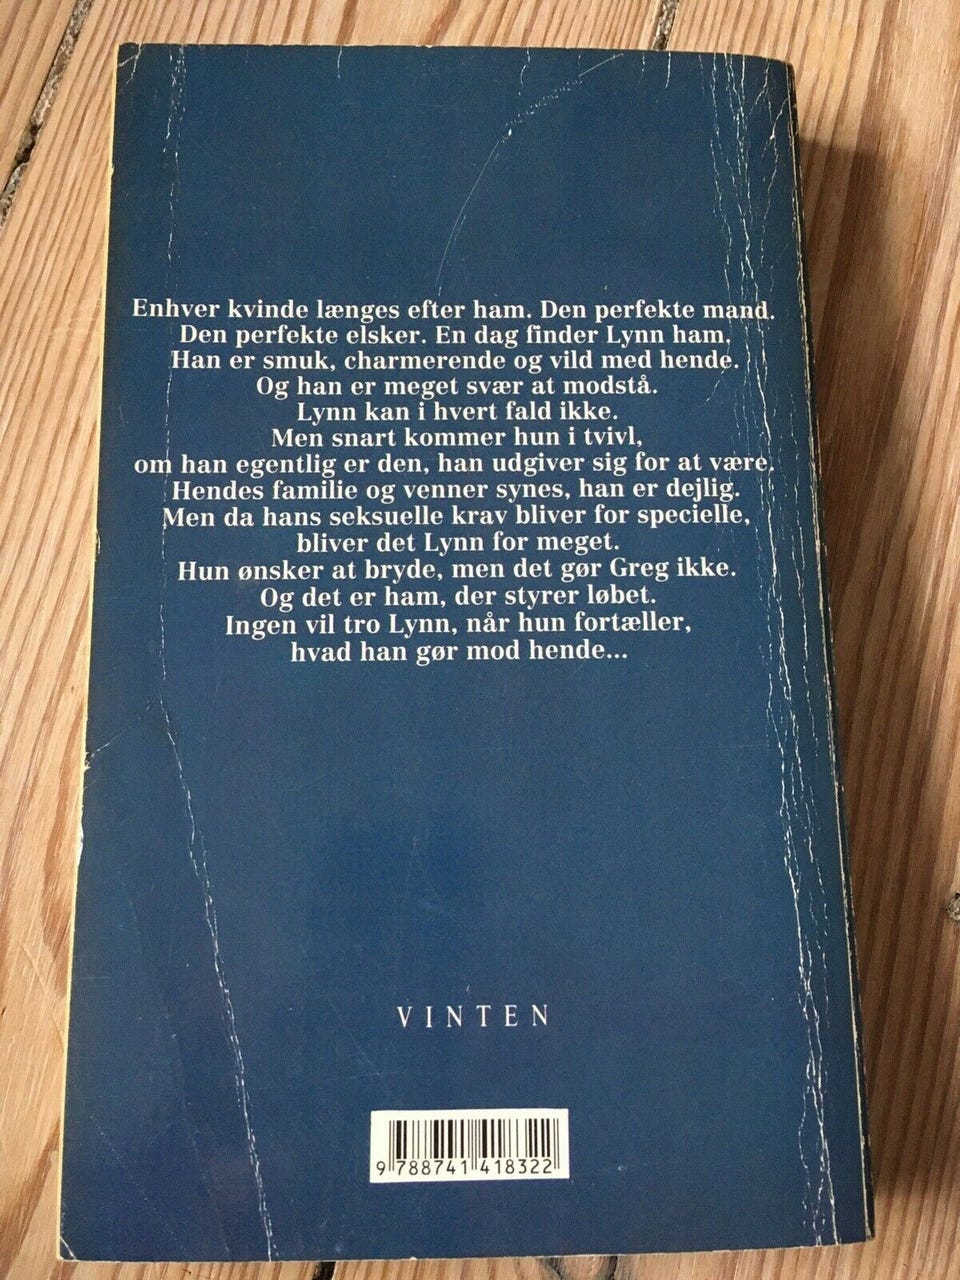 Enhver kvinde længes efter ham. Den perfekte mand.
Den perfekte elsker. En dag finder Lynn ham,
Han er smuk, charmerende og vild med hende.
Og han er meget svær at modstå.
Lynn kan i hvert fald ikke.
Men snart kommer hun i tvivl,
om han egentlig er den, han udgiver sig for at være.
Hendes familie og venner synes, han er dejlig.
Men da hans seksuelle krav bliver for specielle,
bliver det Lynn for meget.
Hun ønsker at bryde, men det gør Greg ikke.
Og det er ham, der styrer løbet.
Ingen vil tro Lynn, når hun fortæller,
hvad han gør mod hende...
VINTEN
9 788741 418322